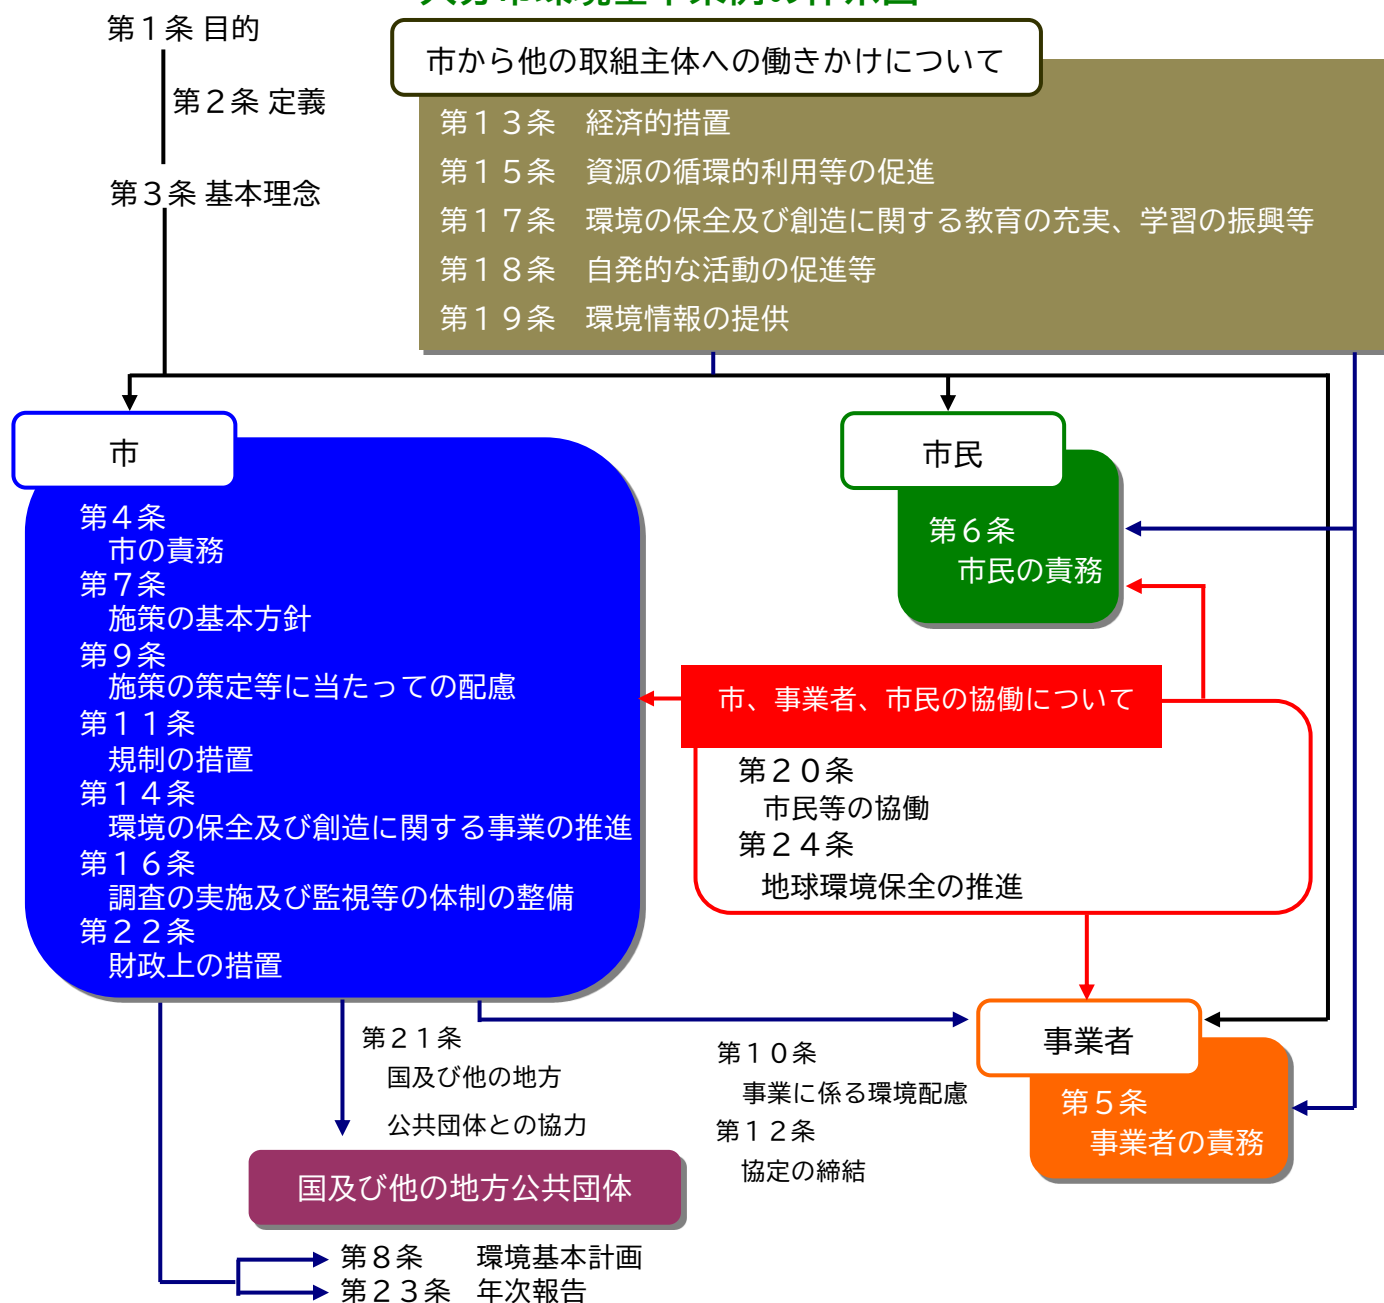 第１条 目的
第２条 定義
第３条 基本理念
市から他の取組主体への働きかけについて
第１３条　経済的措置
第１５条　資源の循環的利用等の促進
第１７条　環境の保全及び創造に関する教育の充実、学習の振興等
第１８条　自発的な活動の促進等
第１９条　環境情報の提供
市
第４条
市の責務
第７条
施策の基本方針
第９条
施策の策定等に当たっての配慮
第１１条
規制の措置
第１４条
環境の保全及び創造に関する事業の推進
第１６条
調査の実施及び監視等の体制の整備
第２２条
財政上の措置
市民
第６条
市民の責務
市、事業者、市民の協働について
第２０条
市民等の協働
第２４条
地球環境保全の推進
事業者
第５条
事業者の責務
第１０条
事業に係る環境配慮
第１２条
協定の締結
第２１条
国及び他の地方
公共団体との協力
国及び他の地方公共団体
第８条　環境基本計画
第２３条　年次報告